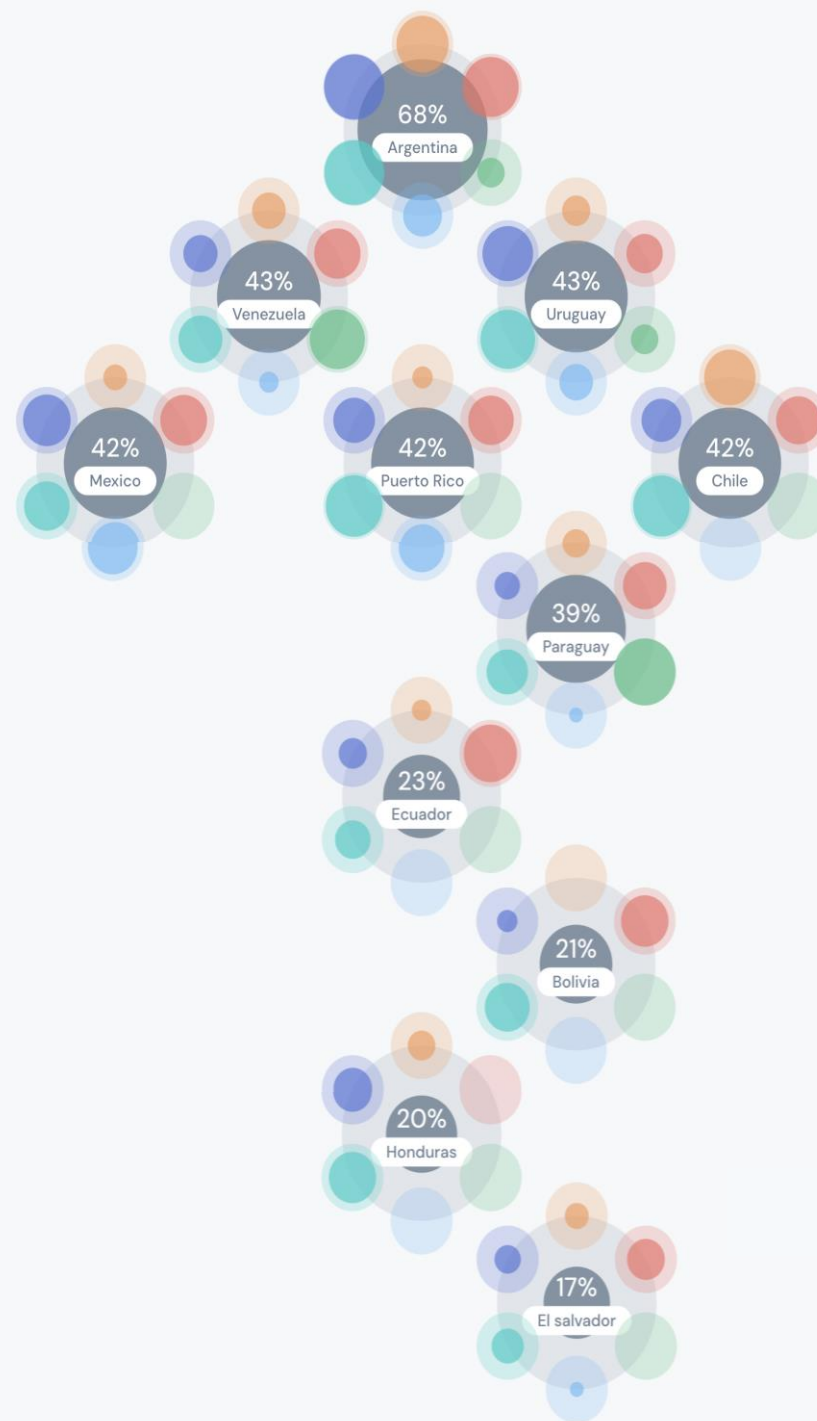 68%
Argentina
43%
Venezuela
43%
Uruguay
42%
Mexico
42%
Puerto Rico
42%
Chile
39%
Paraguay
23%
Ecuador
21%
Bolivia
20%
Honduras
17%
El salvador